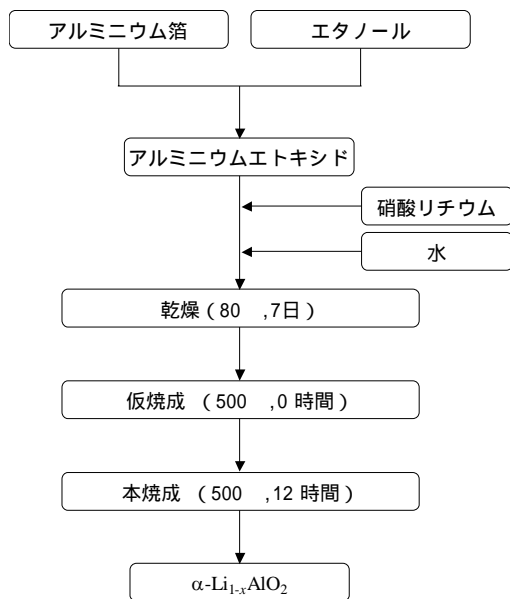 アルミニウム箔
エタノール
アルミニウムエトキシド
硝酸リチウム
水
乾燥（80 ,7日）
仮焼成 （500 ,0 時間）
本焼成 （500 ,12 時間）
α-Li₁₋ₓAlO₂